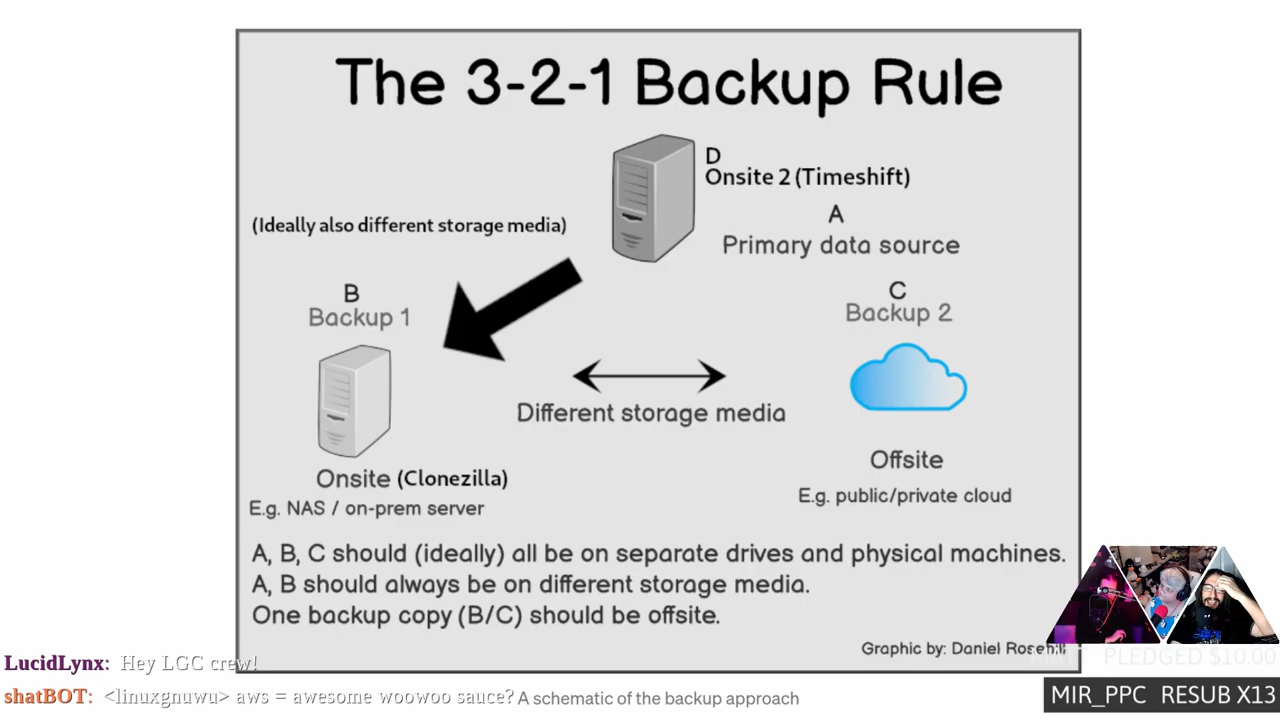 The 3-2-1 Backup Rule
D
Onsite 2 (Timeshift)
(Ideally also different storage media)
A
Primary data source
B
Backup 1
C
Backup 2
Different storage media
Onsite (Clonezilla)
E.g. NAS / on-prem server
Offsite
E.g. public/private cloud
A, B, C should (ideally) all be on separate drives and physical machines.
A, B should always be on different storage media.
One backup copy (B/C) should be offsite.
Graphic by: Daniel
PLEDGED $10.00
LucidLynx: Hey LGC crew!
shatBOT: <linuxgnuwu> aws = awesome woowoo sauce?
A schematic of the backup approach
MIR_PPC RESUB X13